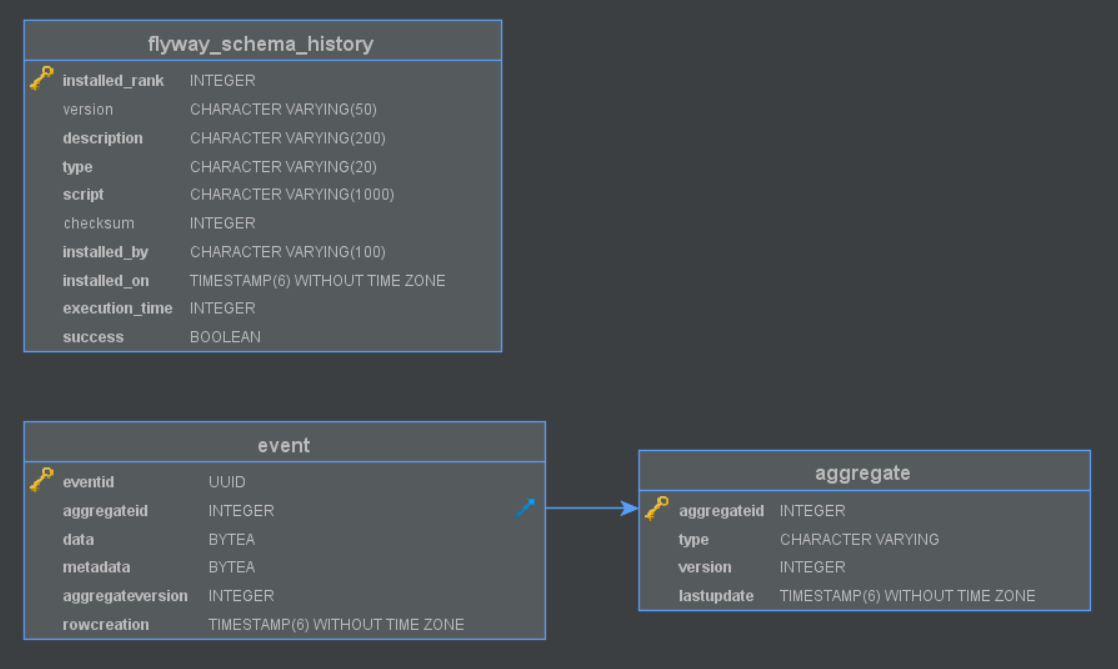 flyway_schema_history
installed_rank INTEGER
version CHARACTER VARYING(50)
description CHARACTER VARYING(200)
type CHARACTER VARYING(20)
script CHARACTER VARYING(1000)
checksum INTEGER
installed_by CHARACTER VARYING(100)
installed_on TIMESTAMP(6) WITHOUT TIME ZONE
execution_time INTEGER
success BOOLEAN
event
eventid UUID
aggregateid INTEGER
data BYTEA
metadata BYTEA
aggregateversion INTEGER
rowcreation TIMESTAMP(6) WITHOUT TIME ZONE
aggregate
aggregateid INTEGER
type CHARACTER VARYING
version INTEGER
lastupdate TIMESTAMP(6) WITHOUT TIME ZONE